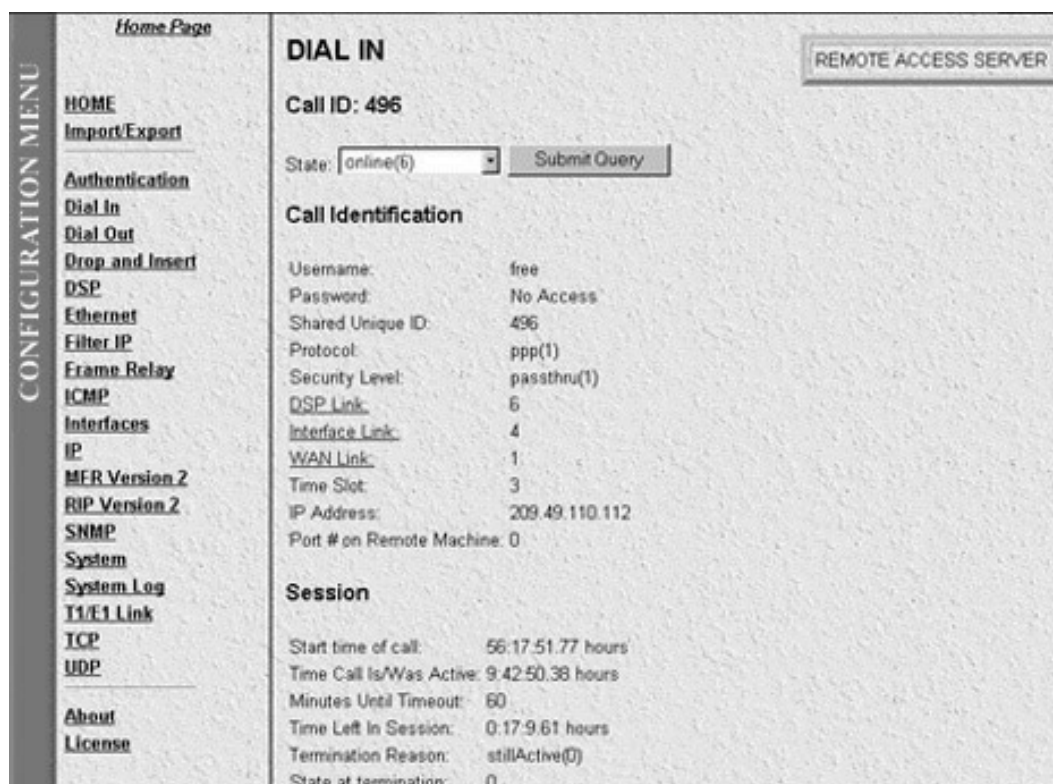 CONFIGURATION MENU
Home Page
HOME
Import/Export
Authentication
Dial In
Dial Out
Drop and Insert
DSP
Ethernet
Filter IP
Frame Relay
ICMP
Interfaces
IP
MFR Version 2
RIP Version 2
SNMP
System
System Log
T1/E1 Link
TCP
UDP
About
License
DIAL IN
REMOTE ACCESS SERVER
Call ID: 496
State: online(6) Submit Query
Call Identification
Username: free
Password: No Access
Shared Unique ID: 496
Protocol: ppp(1)
Security Level: passthru(1)
DSP Link: 6
Interface Link: 4
WAN Link: 1
Time Slot: 3
IP Address: 209.49.110.112
Port # on Remote Machine: 0
Session
Start time of call: 56:17.51.77 hours
Time Call Is/Was Active: 9:42:50.38 hours
Minutes Until Timeout: 60
Time Left In Session: 0:17:9.61 hours
Termination Reason: stillActive(0)
State at termination: 0